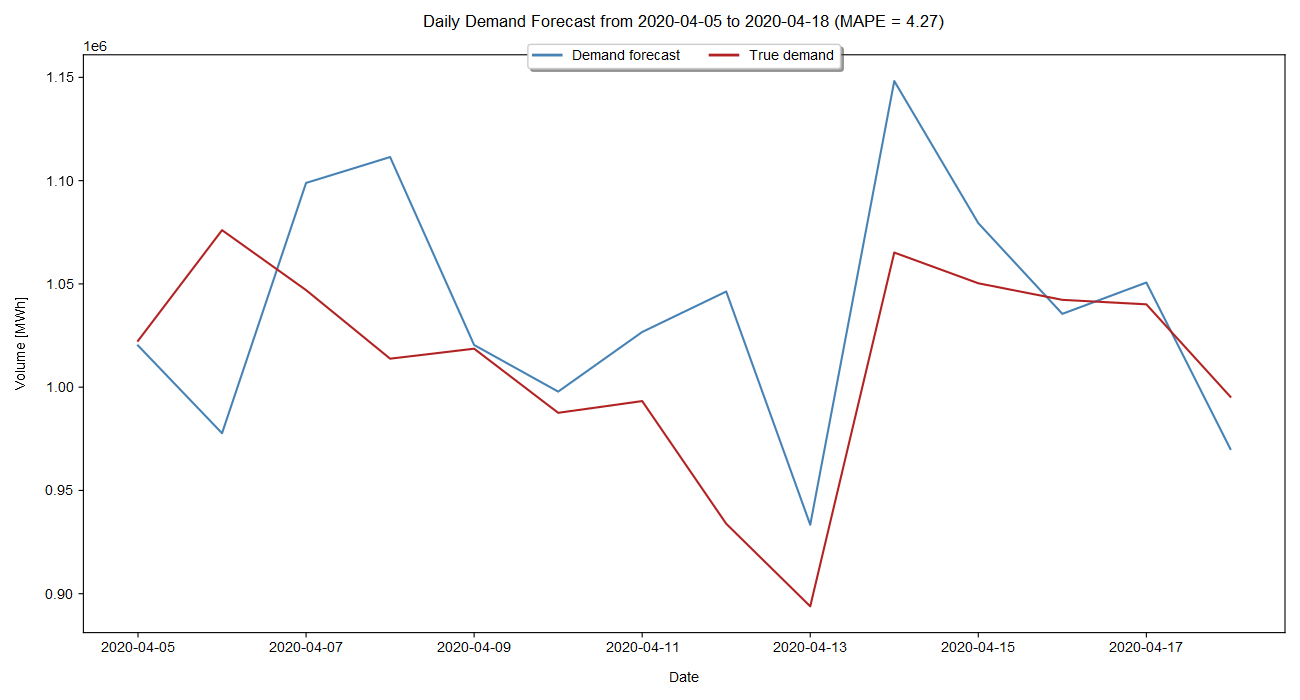 Daily Demand Forecast from 2020-04-05 to 2020-04-18 (MAPE = 4.27)
1e6
Demand forecast
True demand
1.15
1.10
1.05
1.00
0.95
0.90
Volume [MWh]
2020-04-05
2020-04-07
2020-04-09
2020-04-11
2020-04-13
2020-04-15
2020-04-17
Date